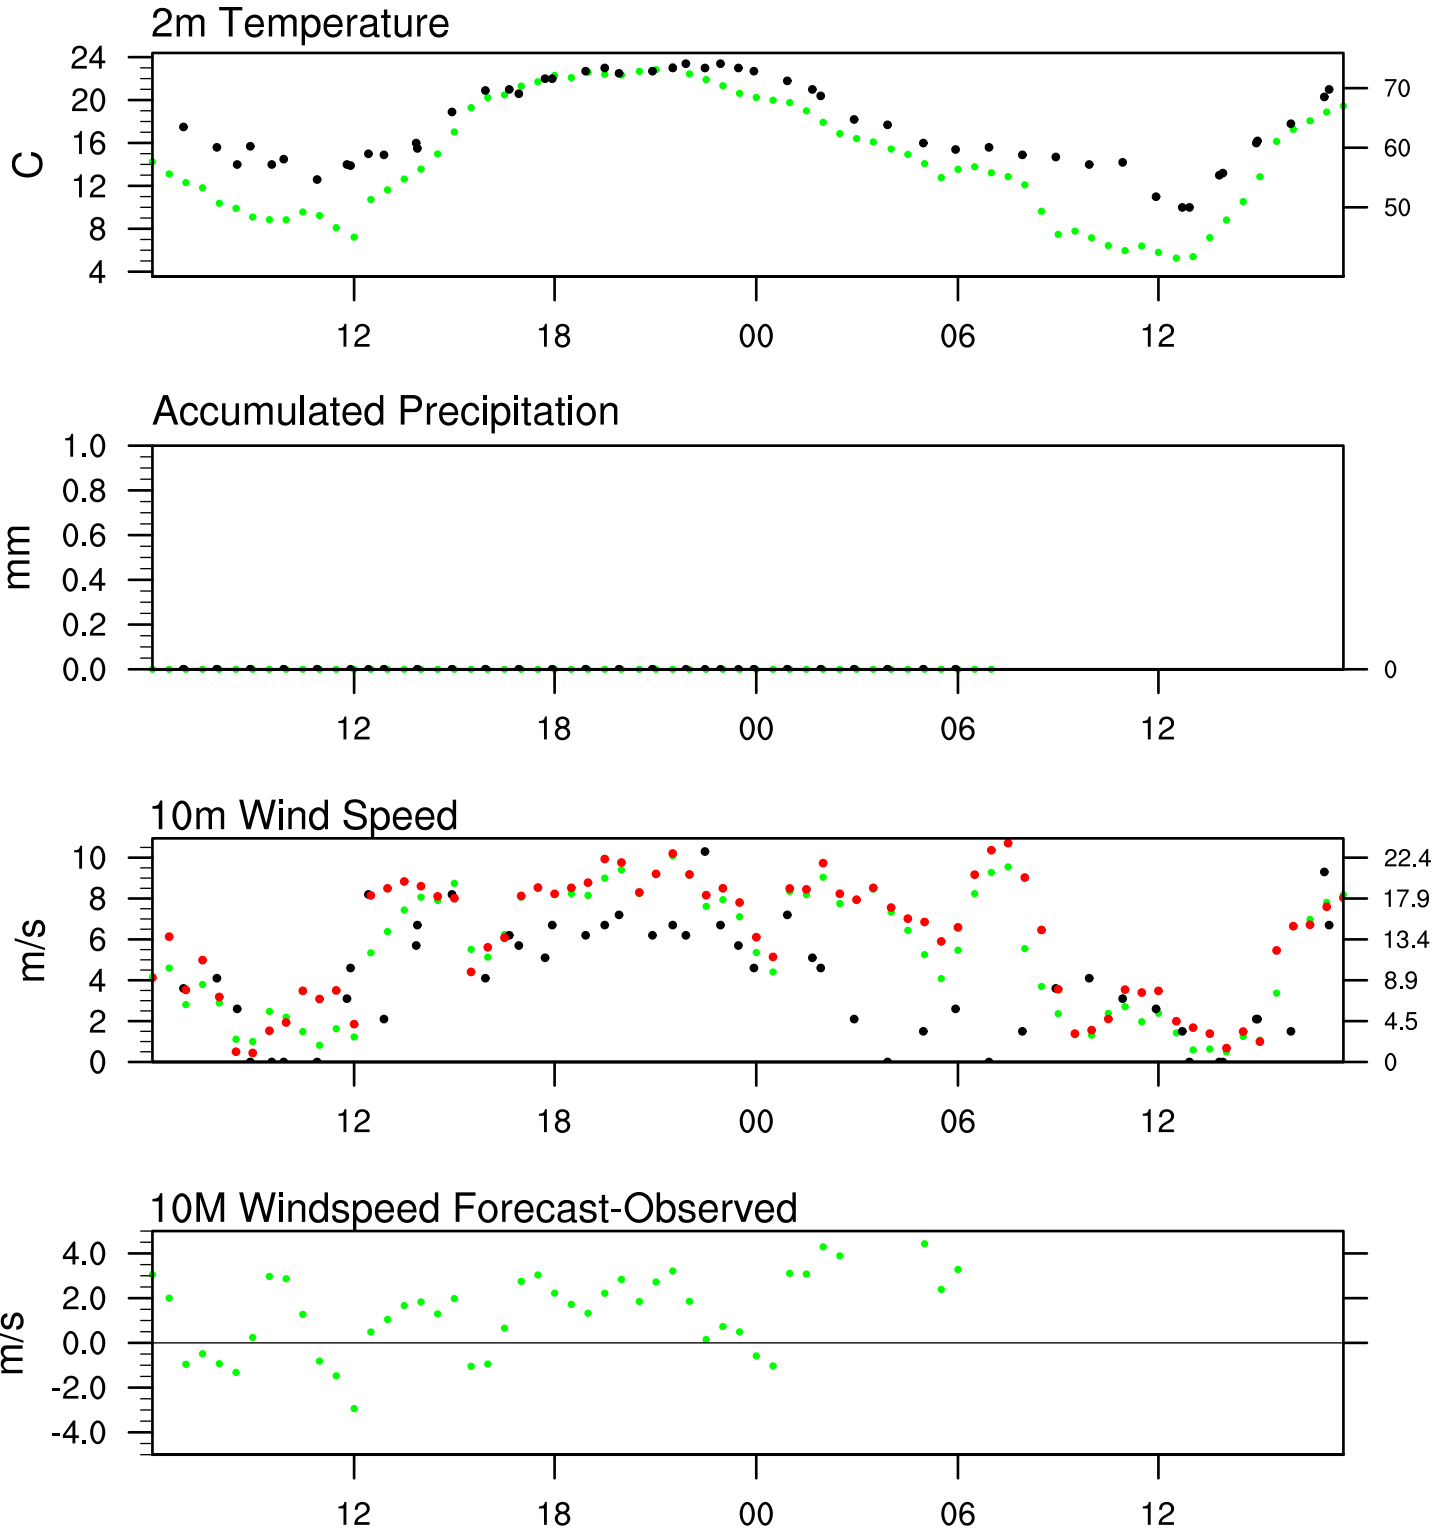 2m Temperature
24
20
16
12
8
4
C
70
60
50
12 18 00 06 12
Accumulated Precipitation
1.0
0.8
0.6
0.4
0.2
0.0
mm
0
12 18 00 06 12
10m Wind Speed
10
8
6
4
2
0
m/s
22.4
17.9
13.4
8.9
4.5
0
12 18 00 06 12
10M Windspeed Forecast-Observed
4.0
2.0
0.0
-2.0
-4.0
m/s
12 18 00 06 12